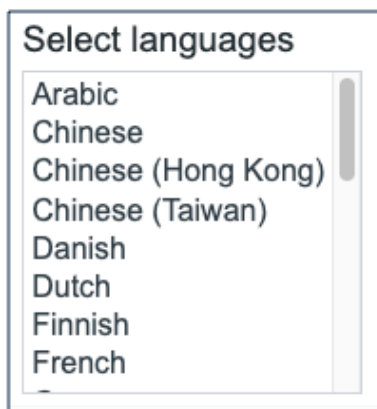 Select languages
Arabic
Chinese
Chinese (Hong Kong)
Chinese (Taiwan)
Danish
Dutch
Finnish
French